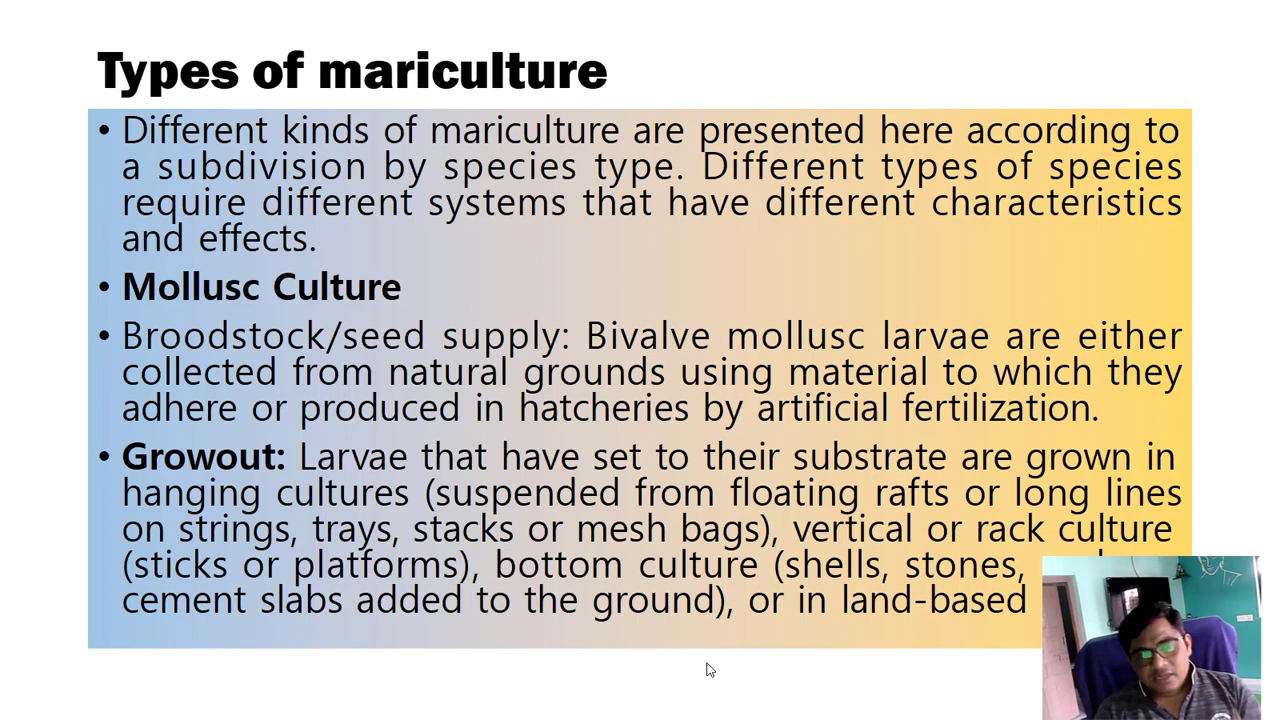 Types of mariculture
• Different kinds of mariculture are presented here according to
a subdivision by species type. Different types of species
require different systems that have different characteristics
and effects.
• Mollusc Culture
• Broodstock/seed supply: Bivalve mollusc larvae are either
collected from natural grounds using material to which they
adhere or produced in hatcheries by artificial fertilization.
• Growout: Larvae that have set to their substrate are grown in
hanging cultures (suspended from floating rafts or long lines
on strings, trays, stacks or mesh bags), vertical or rack culture
(sticks or platforms), bottom culture (shells, stones,
cement slabs added to the ground), or in land-based